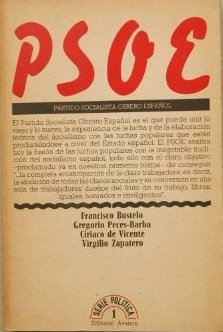 PSOE
PARTIDO SOCIALISTA OBRERO ESPAÑOL
El Partido Socialista Obrero Español es el que puede unir lo
viejo y lo nuevo, la experiencia de la lucha y de la elaboración
teórica del socialismo con las luchas populares que están
produciéndose a nivel del Estado español. El PSOE realiza
hoy la fusión de las luchas populares con la inagotable tradi-
ción del socialismo español, todo ello con el claro objetivo
—proclamado ya en nuestros primeros textos— de conseguir
"...la completa emancipación de la clase trabajadora; es decir,
la abolición de todas las clases sociales y su conversión en una
sola de trabajadores dueños del fruto de su trabajo, libres,
iguales, honrados e inteligentes".
Francisco Bustelo
Gregorio Peces-Barba
Ciriaco de Vicente
Virgilio Zapatero
SERIE POLITICA
1
Editorial Avance